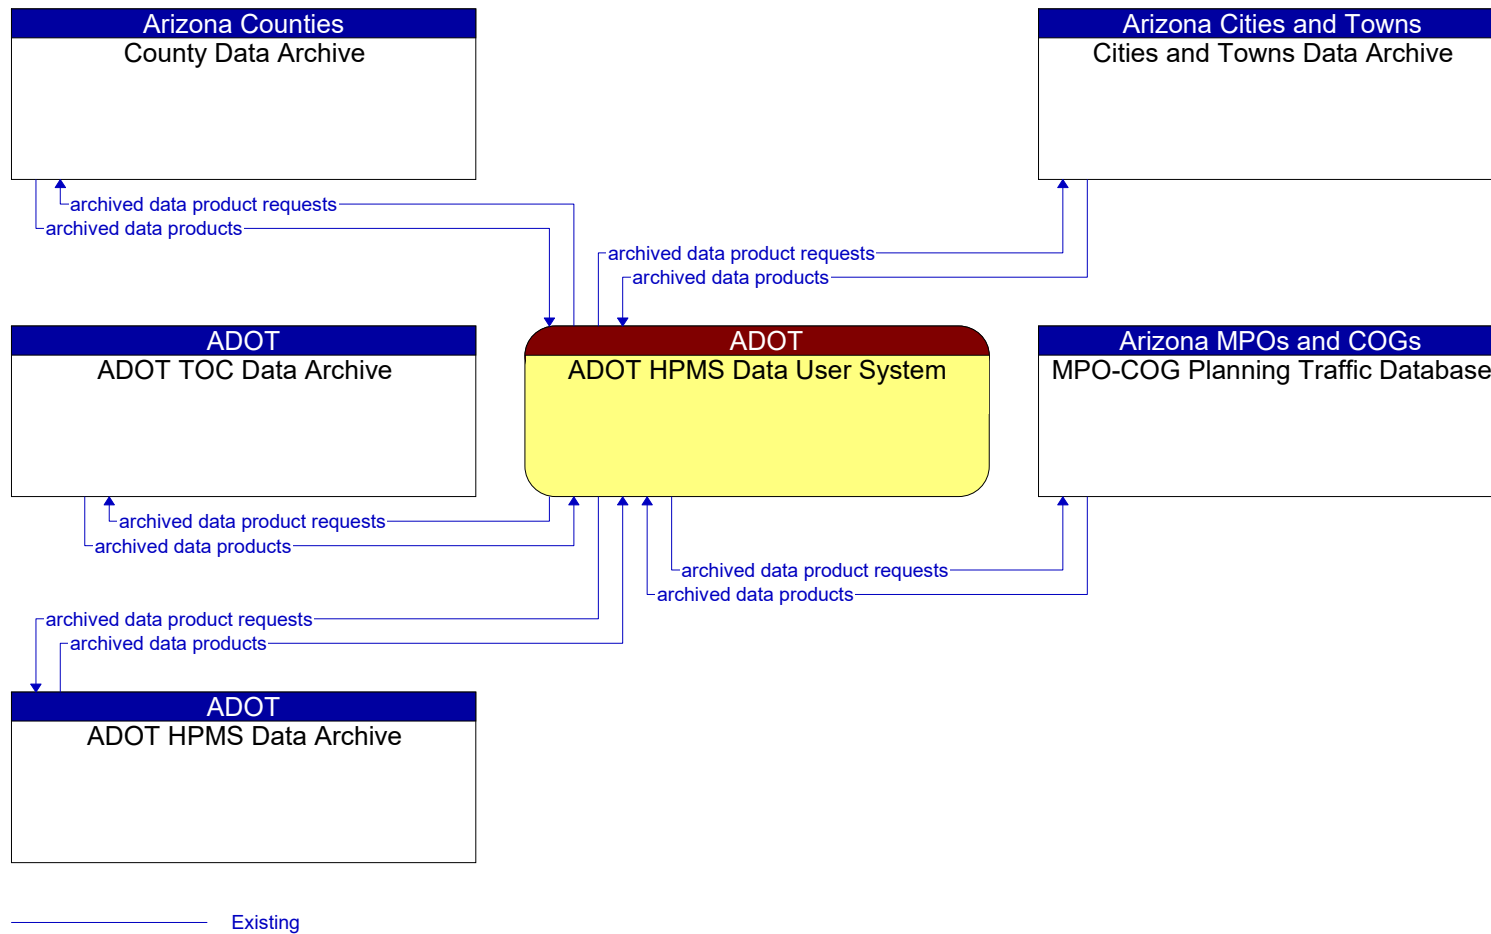 Arizona Counties
County Data Archive
Arizona Cities and Towns
Cities and Towns Data Archive
archived data product requests
archived data products
archived data product requests
archived data products
ADOT
ADOT TOC Data Archive
ADOT
ADOT HPMS Data User System
Arizona MPOs and COGs
MPO-COG Planning Traffic Database
archived data product requests
archived data products
archived data product requests
archived data products
archived data product requests
archived data products
ADOT
ADOT HPMS Data Archive
Existing